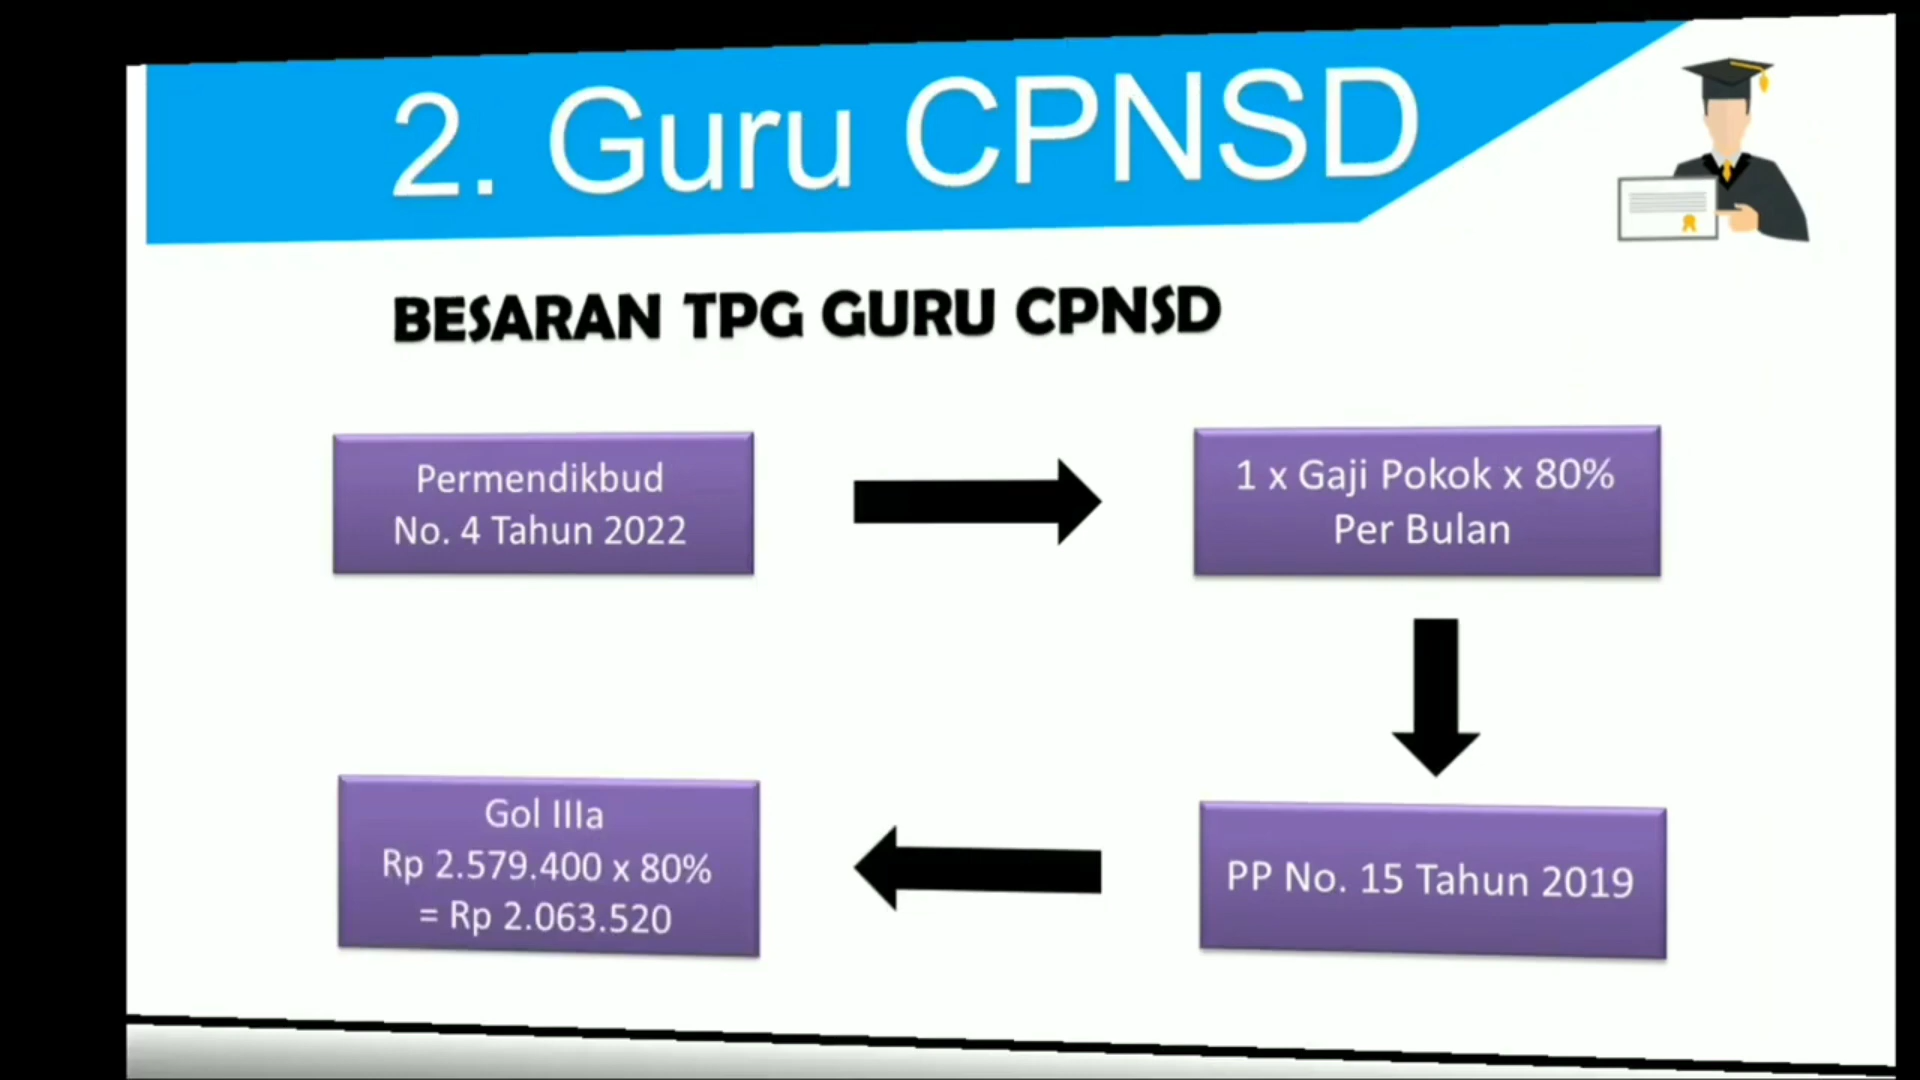 2. Guru CPNSD
BESARAN TPG GURU CPNSD
Permendikbud
No. 4 Tahun 2022
1 x Gaji Pokok x 80%
Per Bulan
PP No. 15 Tahun 2019
Gol IIIa
Rp 2.579.400 x 80%
= Rp 2.063.520